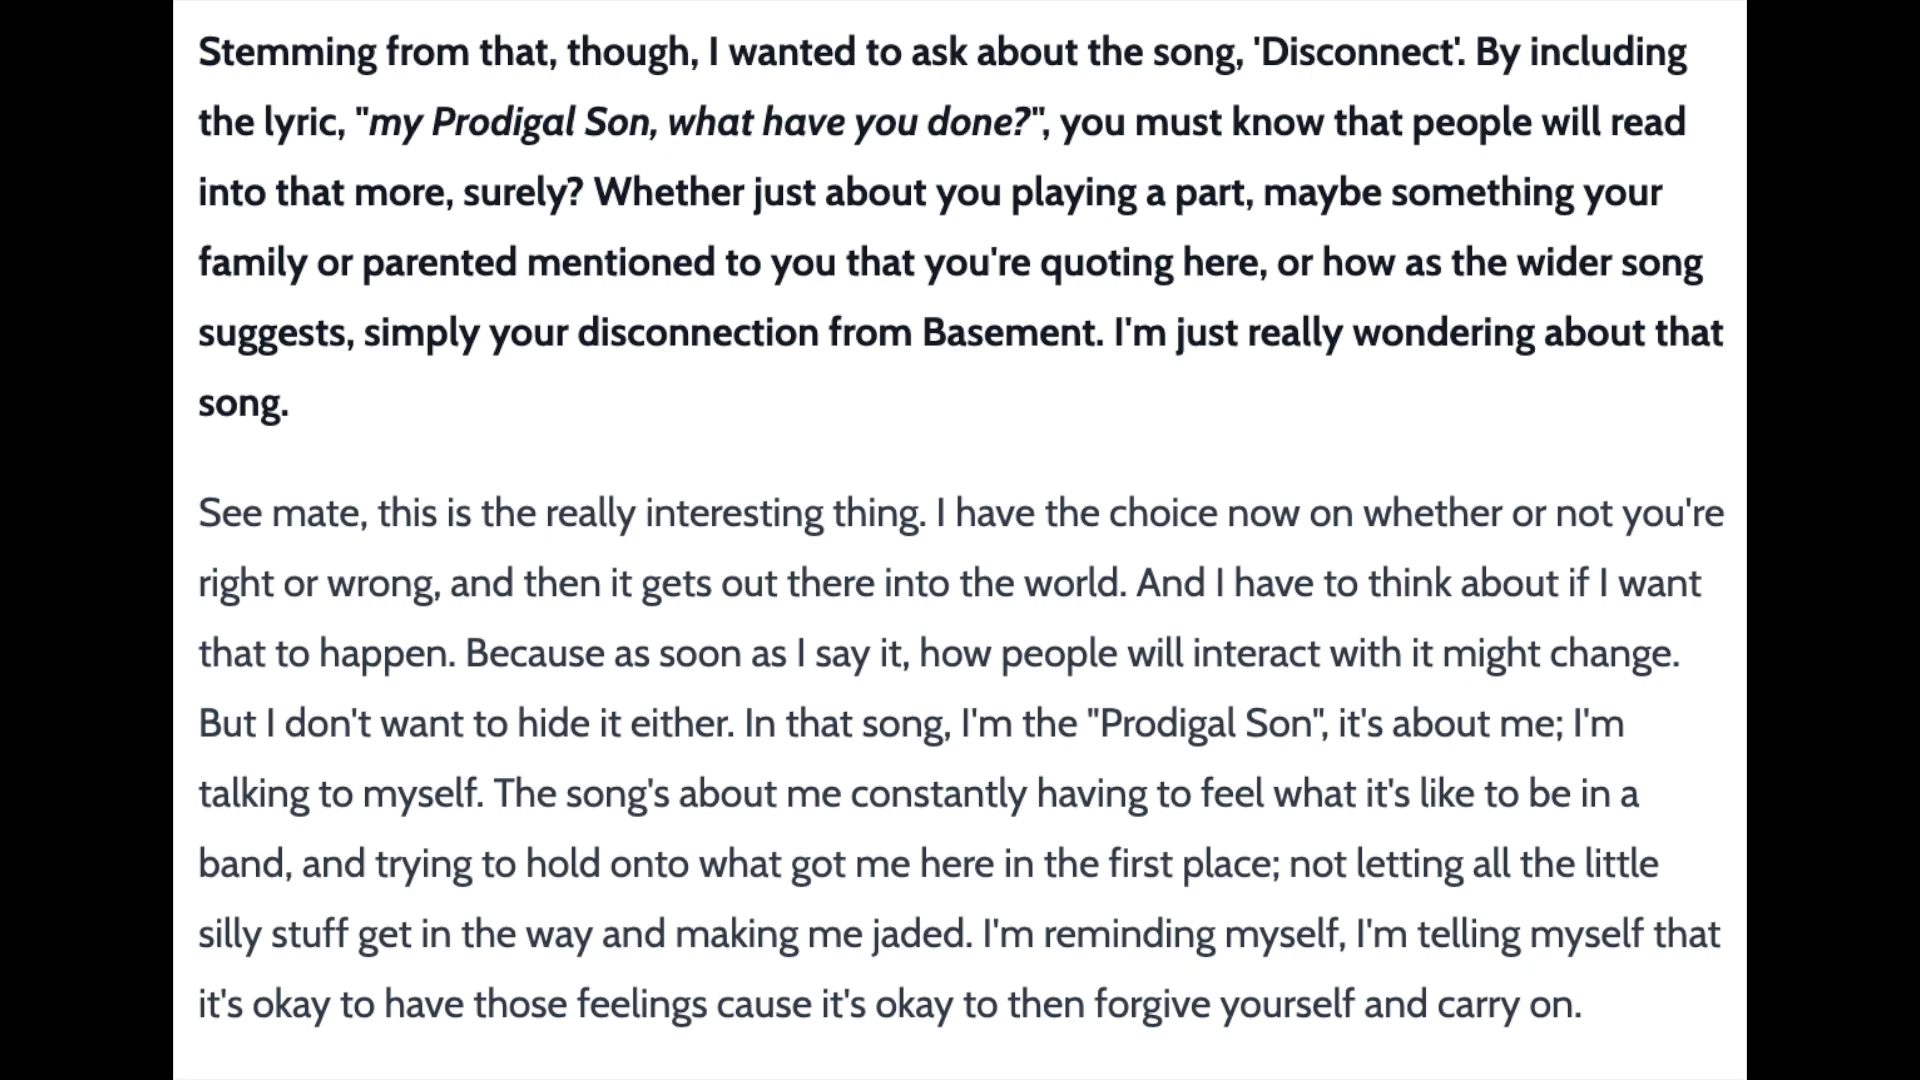 Stemming from that, though, I wanted to ask about the song, 'Disconnect'. By including
the lyric, "my Prodigal Son, what have you done?", you must know that people will read
into that more, surely? Whether just about you playing a part, maybe something your
family or parented mentioned to you that you're quoting here, or how as the wider song
suggests, simply your disconnection from Basement. I'm just really wondering about that
song.
See mate, this is the really interesting thing. I have the choice now on whether or not you're
right or wrong, and then it gets out there into the world. And I have to think about if I want
that to happen. Because as soon as I say it, how people will interact with it might change.
But I don't want to hide it either. In that song, I'm the "Prodigal Son", it's about me; I'm
talking to myself. The song's about me constantly having to feel what it's like to be in a
band, and trying to hold onto what got me here in the first place; not letting all the little
silly stuff get in the way and making me jaded. I'm reminding myself, I'm telling myself that
it's okay to have those feelings cause it's okay to then forgive yourself and carry on.